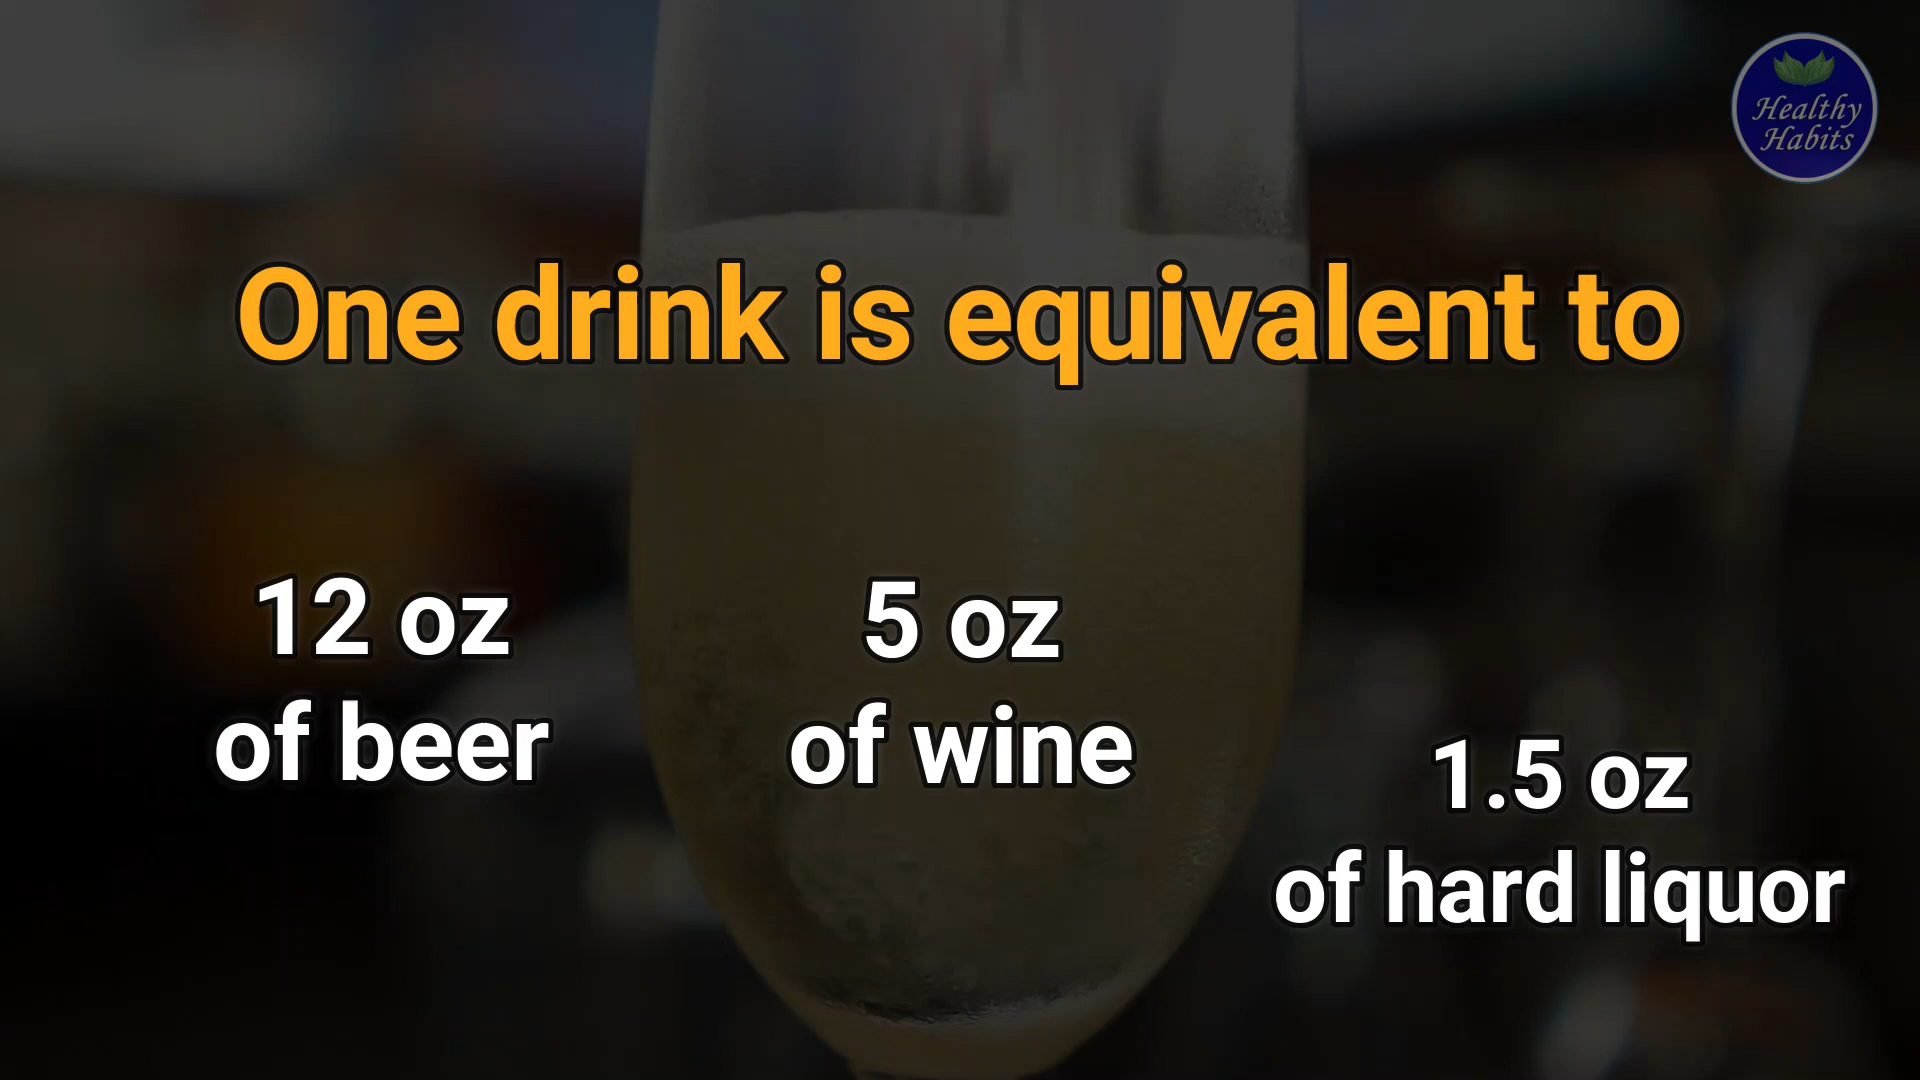 Healthy
Habits
One drink is equivalent to
12 oz
of beer
5 oz
of wine
1.5 oz
of hard liquor